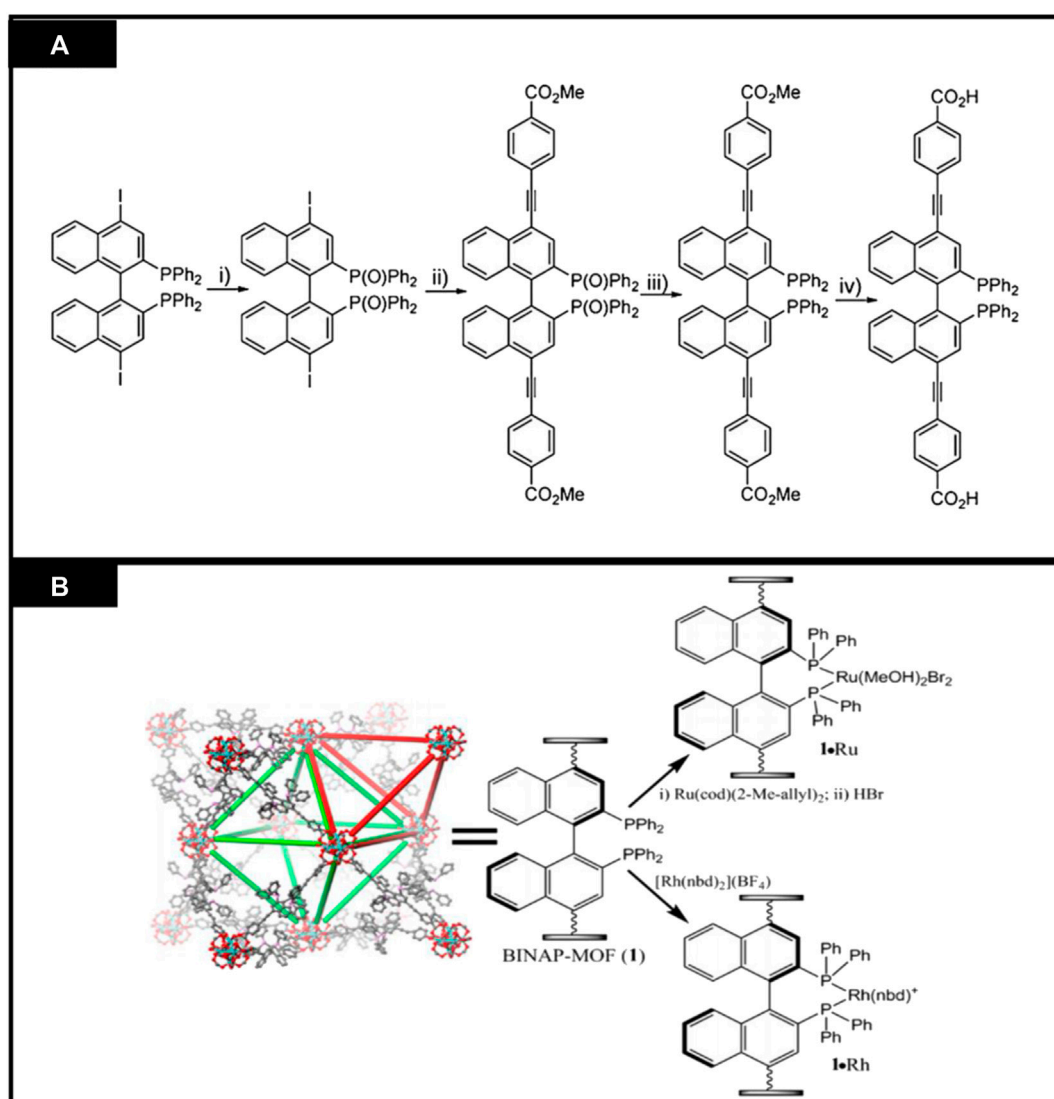 A
CO₂Me
CO₂Me
CO₂H
I
I
PPh₂
PPh₂
i)
P(O)Ph₂
P(O)Ph₂
ii)
P(O)Ph₂
P(O)Ph₂
iii)
PPh₂
PPh₂
iv)
PPh₂
PPh₂
I
I
CO₂Me
CO₂Me
CO₂H
B
Ph
Ph
P
Ru(MeOH)₂Br₂
P
Ph
Ph
1•Ru
i) Ru(cod)(2-Me-allyl)₂; ii) HBr
PPh₂
PPh₂
[Rh(nbd)₂](BF₄)
BINAP-MOF (1)
Ph
Ph
P
Rh(nbd)⁺
P
Ph
Ph
1•Rh